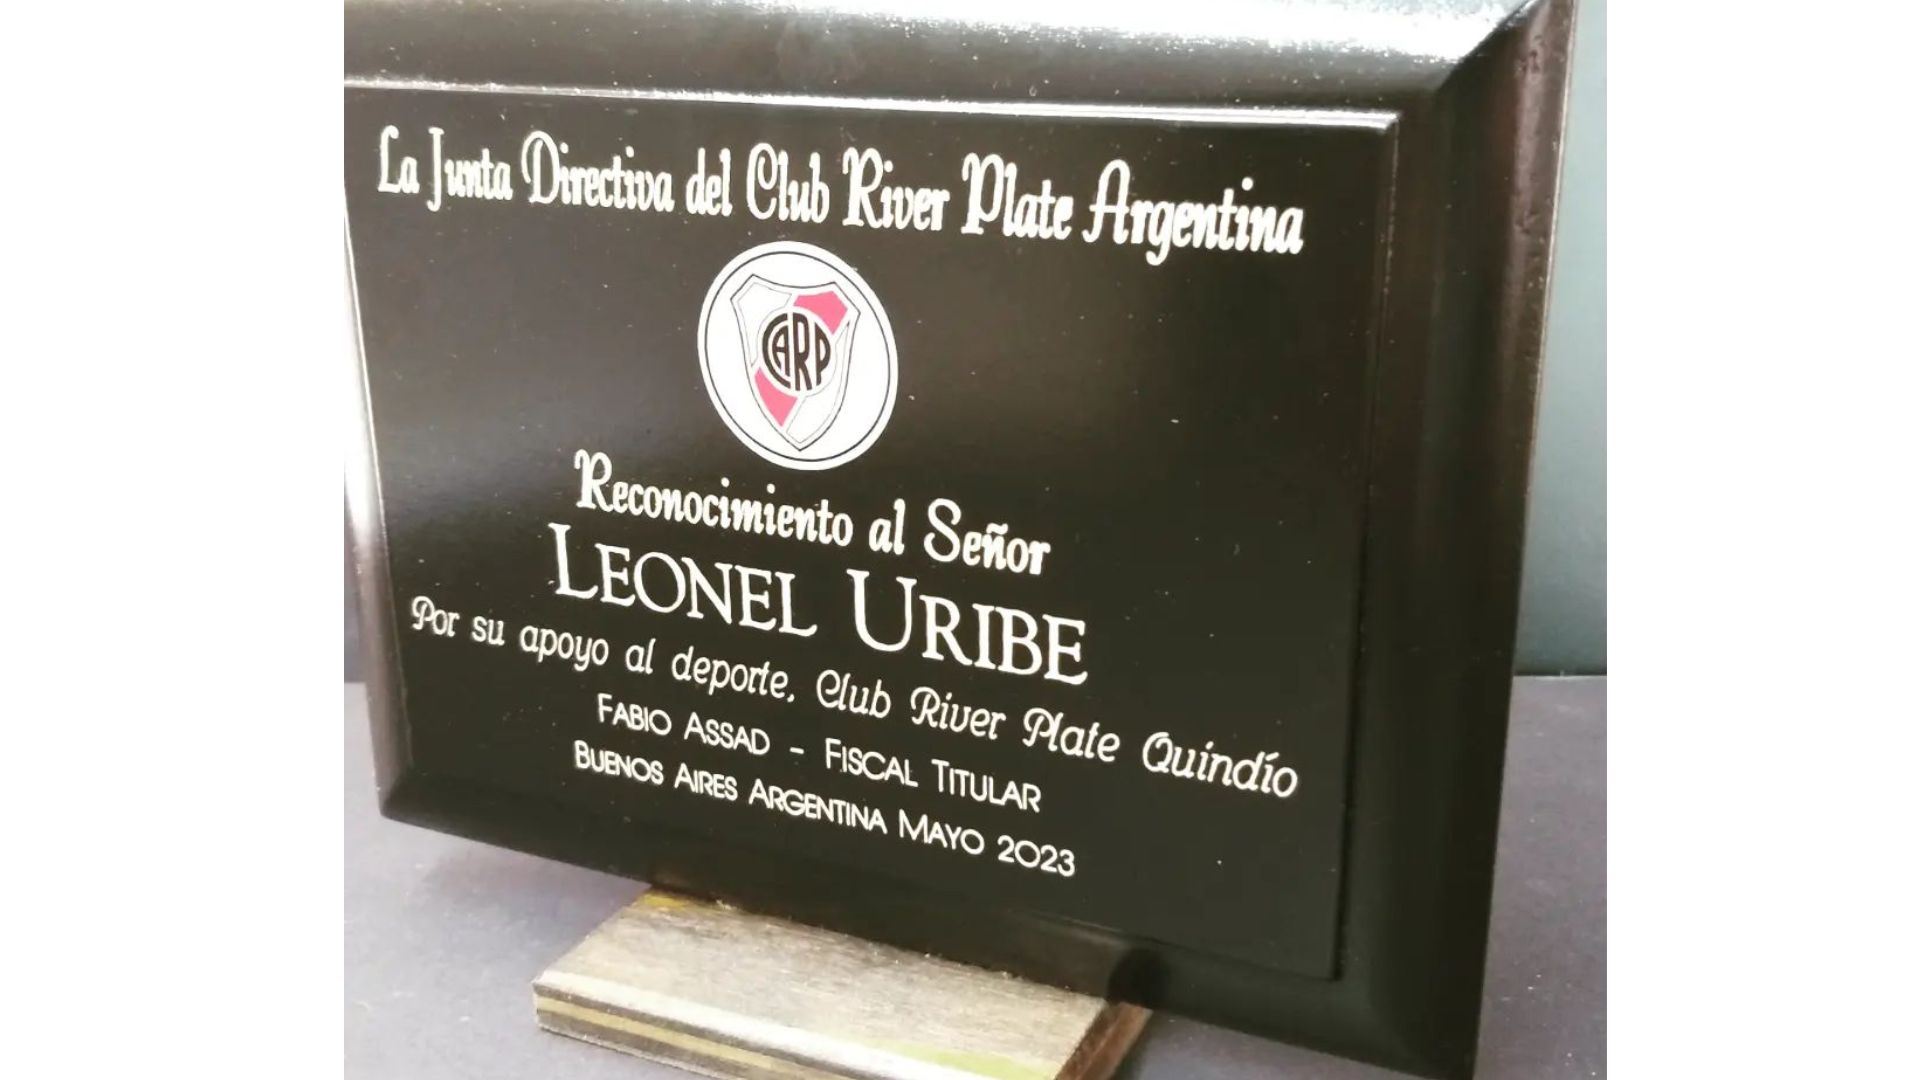 La Junta Directiva del Club River Plate Argentina
CARP
Reconocimiento al Señor
LEONEL URIBE
Por su apoyo al deporte. Club River Plate Quindío
FABIO ASSAD - FISCAL TITULAR
BUENOS AIRES ARGENTINA MAYO 2023